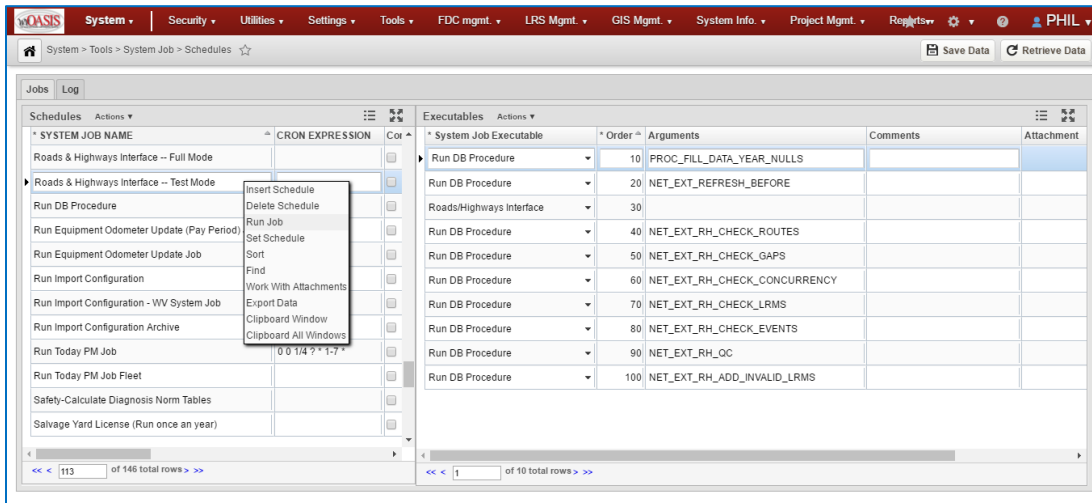 wvOASIS System ▾ Security ▾ Utilities ▾ Settings ▾ Tools ▾ FDC mgmt. ▾ LRS Mgmt. ▾ GIS Mgmt. ▾ System Info. ▾ Project Mgmt. ▾ Reports ▾ PHIL ▾
System > Tools > System Job > Schedules Save Data Retrieve Data
Jobs Log
Schedules Actions ▾
* SYSTEM JOB NAME CRON EXPRESSION
Roads & Highways Interface -- Full Mode
Roads & Highways Interface -- Test Mode
Run DB Procedure
Run Equipment Odometer Update (Pay Period)
Run Equipment Odometer Update Job
Run Import Configuration
Run Import Configuration - WV System Job
Run Import Configuration Archive
Run Today PM Job 0 0 1/4 ? * 1-7 *
Run Today PM Job Fleet
Safety-Calculate Diagnosis Norm Tables
Salvage Yard License (Run once an year)
<< < 113 of 146 total rows > >>
Insert Schedule
Delete Schedule
Run Job
Set Schedule
Sort
Find
Work With Attachments
Export Data
Clipboard Window
Clipboard All Windows
Executables Actions ▾
* System Job Executable * Order Arguments Comments Attachment
Run DB Procedure 10 PROC_FILL_DATA_YEAR_NULLS
Run DB Procedure 20 NET_EXT_REFRESH_BEFORE
Roads/Highways Interface 30
Run DB Procedure 40 NET_EXT_RH_CHECK_ROUTES
Run DB Procedure 50 NET_EXT_RH_CHECK_GAPS
Run DB Procedure 60 NET_EXT_RH_CHECK_CONCURRENCY
Run DB Procedure 70 NET_EXT_RH_CHECK_LRMS
Run DB Procedure 80 NET_EXT_RH_CHECK_EVENTS
Run DB Procedure 90 NET_EXT_RH_QC
Run DB Procedure 100 NET_EXT_RH_ADD_INVALID_LRMS
<< < 1 of 10 total rows > >>